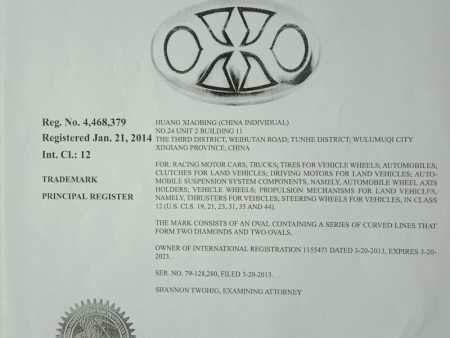 Reg. No. 4,468,379
Registered Jan. 21, 2014
Int. Cl.: 12
TRADEMARK
PRINCIPAL REGISTER
HUANG XIAOBING (CHINA INDIVIDUAL)
NO.24 UNIT 2 BUILDING 11
THE THIRD DISTRICT, WEIHUTAN ROAD; TUNHE DISTRICT; WULUMUQI CITY
XINJIANG PROVINCE, CHINA
FOR: RACING MOTOR CARS; TRUCKS; TIRES FOR VEHICLE WHEELS; AUTOMOBILES;
CLUTCHES FOR LAND VEHICLES; DRIVING MOTORS FOR LAND VEHICLES; AUTO-
MOBILE SUSPENSION SYSTEM COMPONENTS, NAMELY, AUTOMOBILE WHEEL AXIS
HOLDERS; VEHICLE WHEELS; PROPULSION MECHANISMS FOR LAND VEHICLES,
NAMELY, THRUSTERS FOR VEHICLES; STEERING WHEELS FOR VEHICLES, IN CLASS
12 (U.S. CLS. 19, 21, 23, 31, 35 AND 44).
THE MARK CONSISTS OF AN OVAL CONTAINING A SERIES OF CURVED LINES THAT
FORM TWO DIAMONDS AND TWO OVALS.
OWNER OF INTERNATIONAL REGISTRATION 1155471 DATED 3-20-2013, EXPIRES 3-20-
2023.
SER. NO. 79-128,280, FILED 3-20-2013.
SHANNON TWOHIG, EXAMINING ATTORNEY